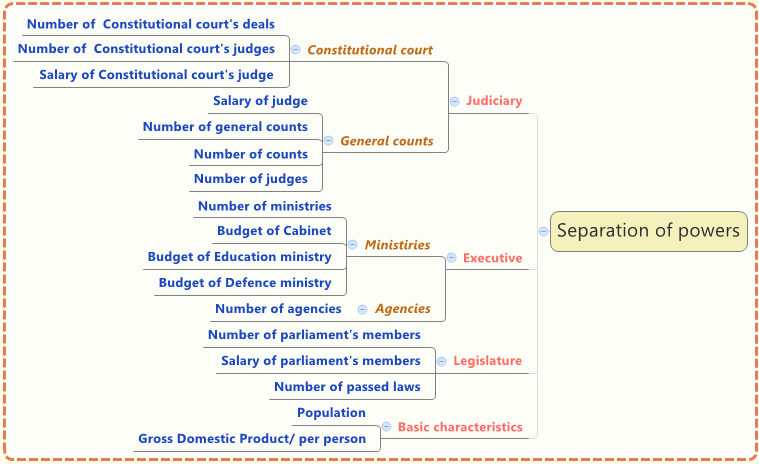 Number of  Constitutional court's deals
Number of  Constitutional court's judges
Constitutional court
Salary of Constitutional court's judge
Salary of judge
Judiciary
Number of general counts
General counts
Number of counts
Number of judges
Number of ministries
Budget of Cabinet
Separation of powers
Ministiries
Budget of Education ministry
Executive
Budget of Defence ministry
Number of agencies
Agencies
Number of parliament's members
Salary of parliament's members
Legislature
Number of passed laws
Population
Basic characteristics
Gross Domestic Product/ per person